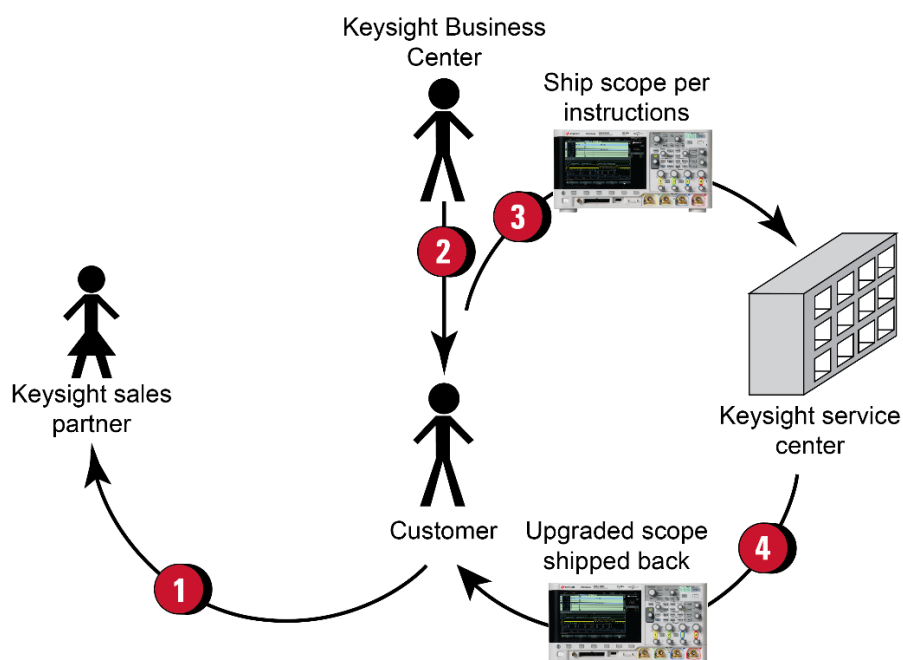 Keysight Business
Center
Ship scope per
instructions
3
2
Keysight sales
partner
Keysight service
center
Customer
Upgraded scope
shipped back
4
1